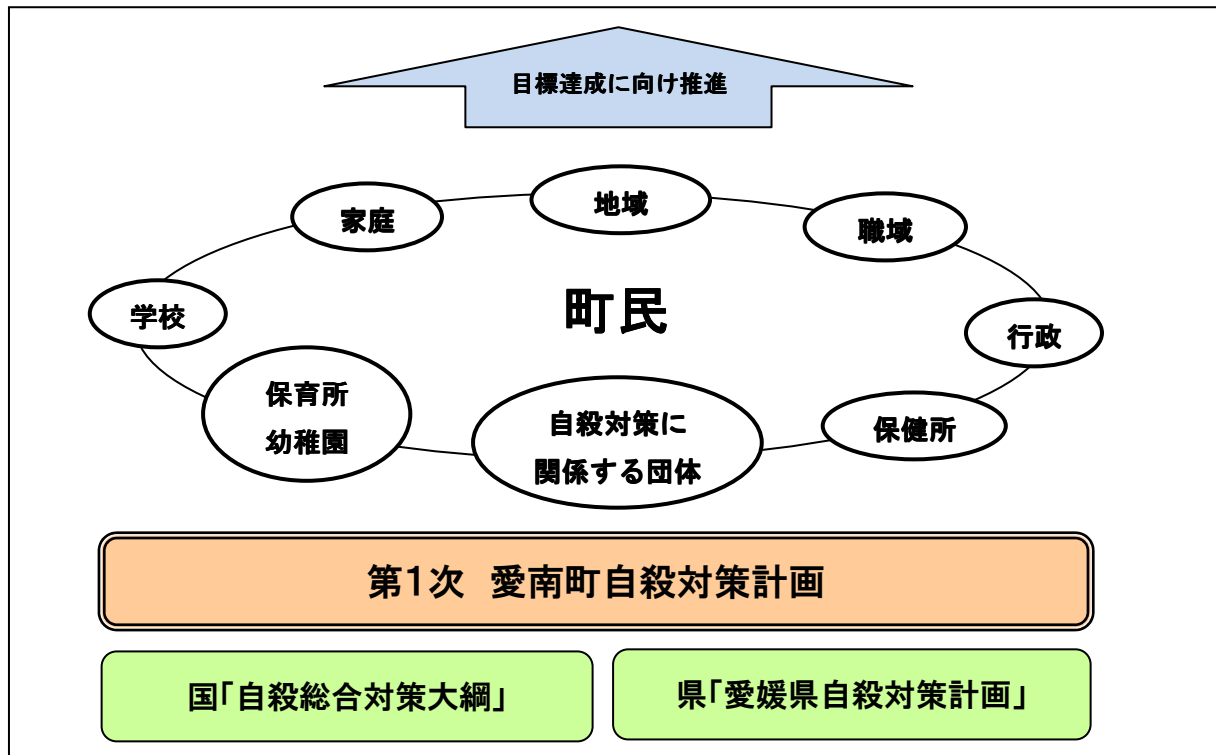 目標達成に向け推進
地域
家庭
職域
町民
学校
行政
保育所
幼稚園
自殺対策に
関係する団体
保健所
第1次　愛南町自殺対策計画
国「自殺総合対策大綱」
県「愛媛県自殺対策計画」